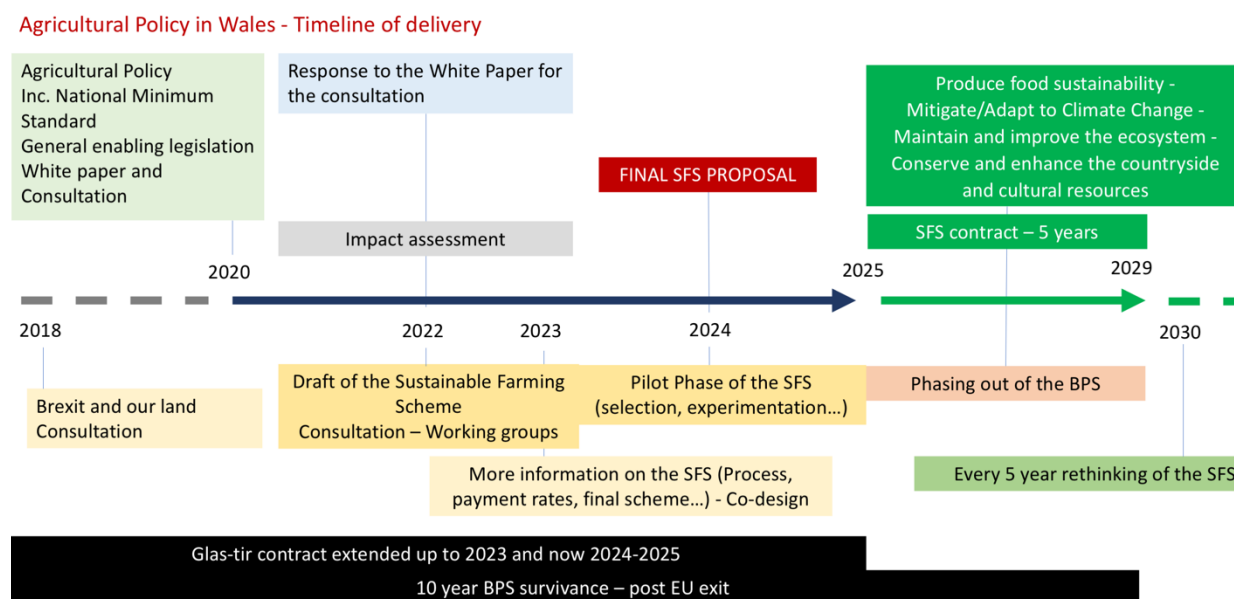 Agricultural Policy in Wales - Timeline of delivery
Agricultural Policy
Inc. National Minimum
Standard
General enabling legislation
White paper and
Consultation
Response to the White Paper for
the consultation
Impact assessment
FINAL SFS PROPOSAL
Produce food sustainability -
Mitigate/Adapt to Climate Change -
Maintain and improve the ecosystem -
Conserve and enhance the countryside
and cultural resources
SFS contract – 5 years
2020
2025
2029
2018
2022
2023
2024
2030
Brexit and our land
Consultation
Draft of the Sustainable Farming
Scheme
Consultation – Working groups
Pilot Phase of the SFS
(selection, experimentation...)
Phasing out of the BPS
More information on the SFS (Process,
payment rates, final scheme...) - Co-design
Every 5 year rethinking of the SFS
Glas-tir contract extended up to 2023 and now 2024-2025
10 year BPS survivance – post EU exit